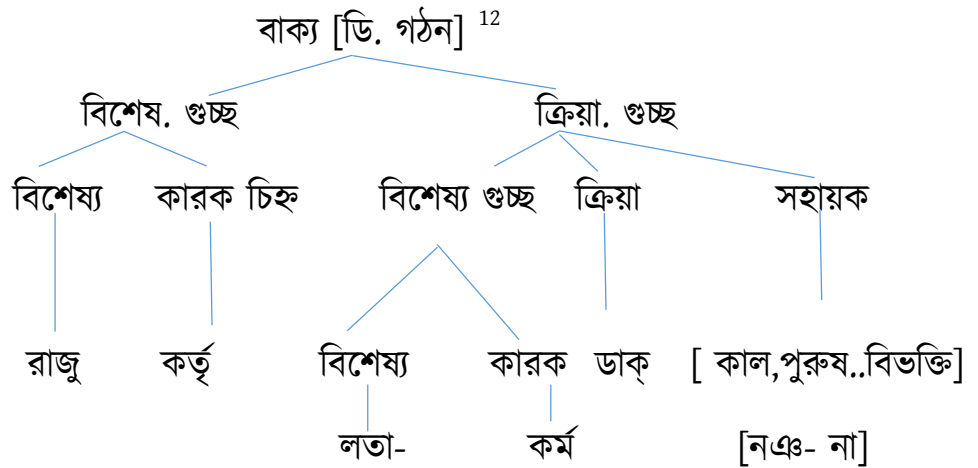 বাক্য [ডি. গঠন] 12
বিশেষ. গুচ্ছ ক্রিয়া. গুচ্ছ
বিশেষ্য কারক চিহ্ন বিশেষ্য গুচ্ছ ক্রিয়া সহায়ক
রাজু কর্তৃ বিশেষ্য কারক ডাক্ [ কাল,পুরুষ..বিভক্তি]
লতা- কর্ম [নঞ- না]